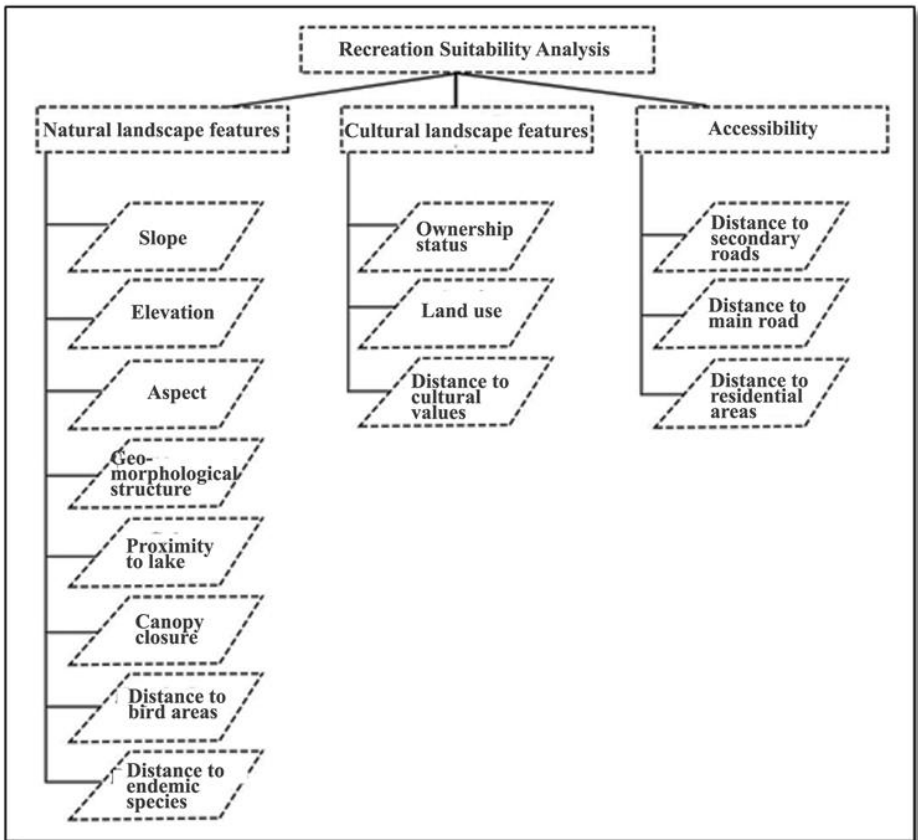 Recreation Suitability Analysis
Natural landscape features
Cultural landscape features
Accessibility
Slope
Elevation
Aspect
Geo-
morphological
structure
Proximity
to lake
Canopy
closure
Distance to
bird areas
Distance to
endemic
species
Ownership
status
Land use
Distance to
cultural
values
Distance to
secondary
roads
Distance to
main road
Distance to
residential
areas